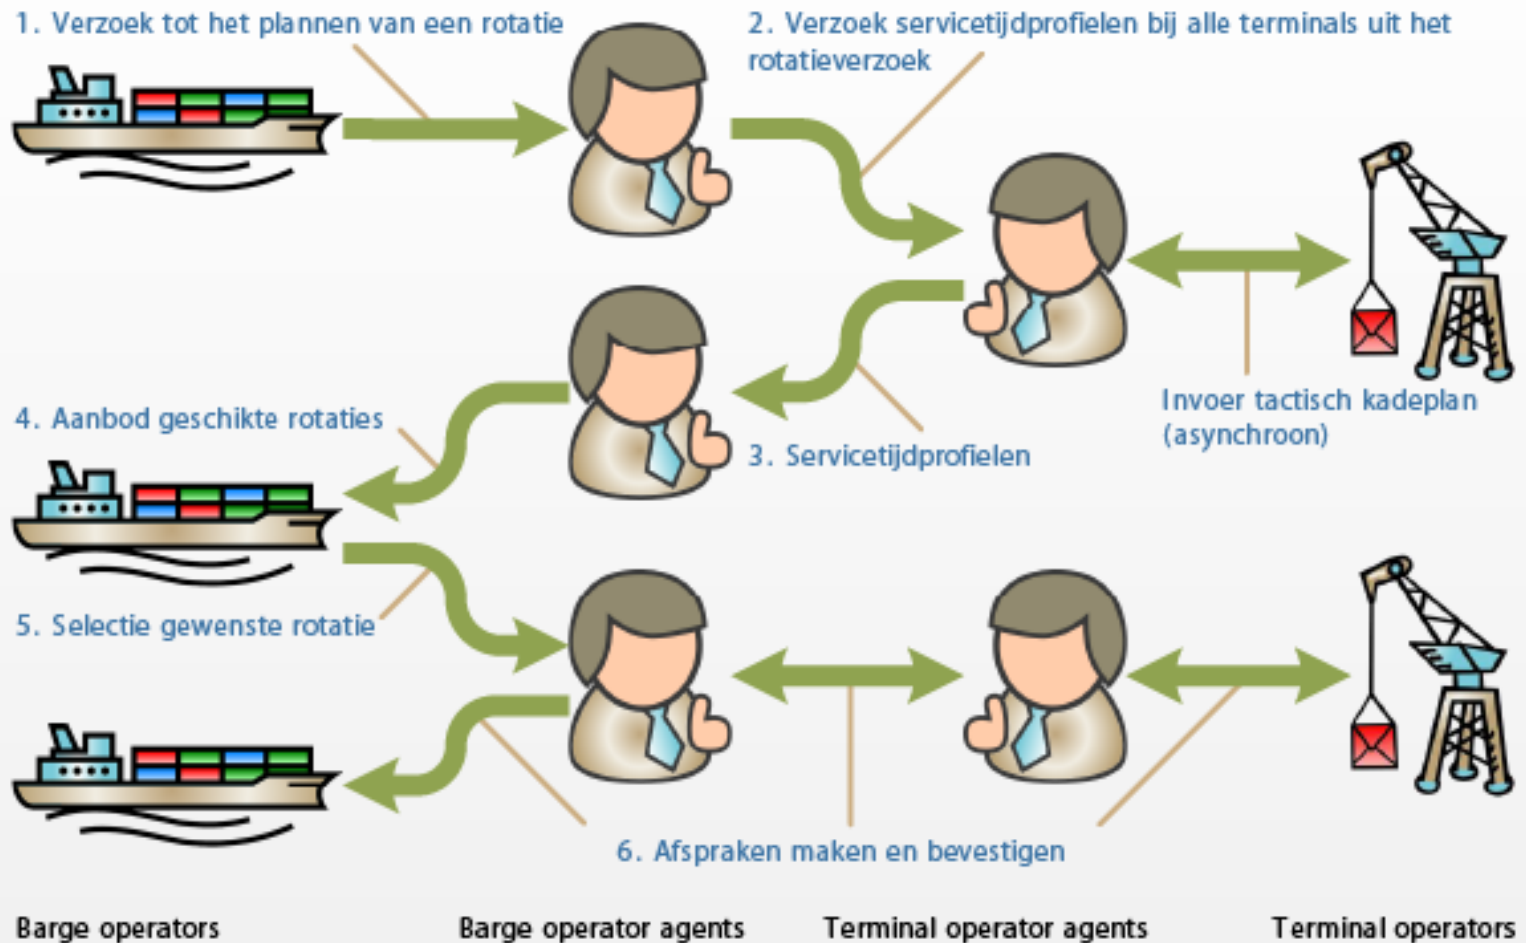 1. Verzoek tot het plannen van een rotatie
2. Verzoek servicetijdprofielen bij alle terminals uit het
rotatieverzoek
Invoer tactisch kadeplan
(asynchroon)
3. Servicetijdprofielen
4. Aanbod geschikte rotaties
5. Selectie gewenste rotatie
6. Afspraken maken en bevestigen
Barge operators
Barge operator agents
Terminal operator agents
Terminal operators